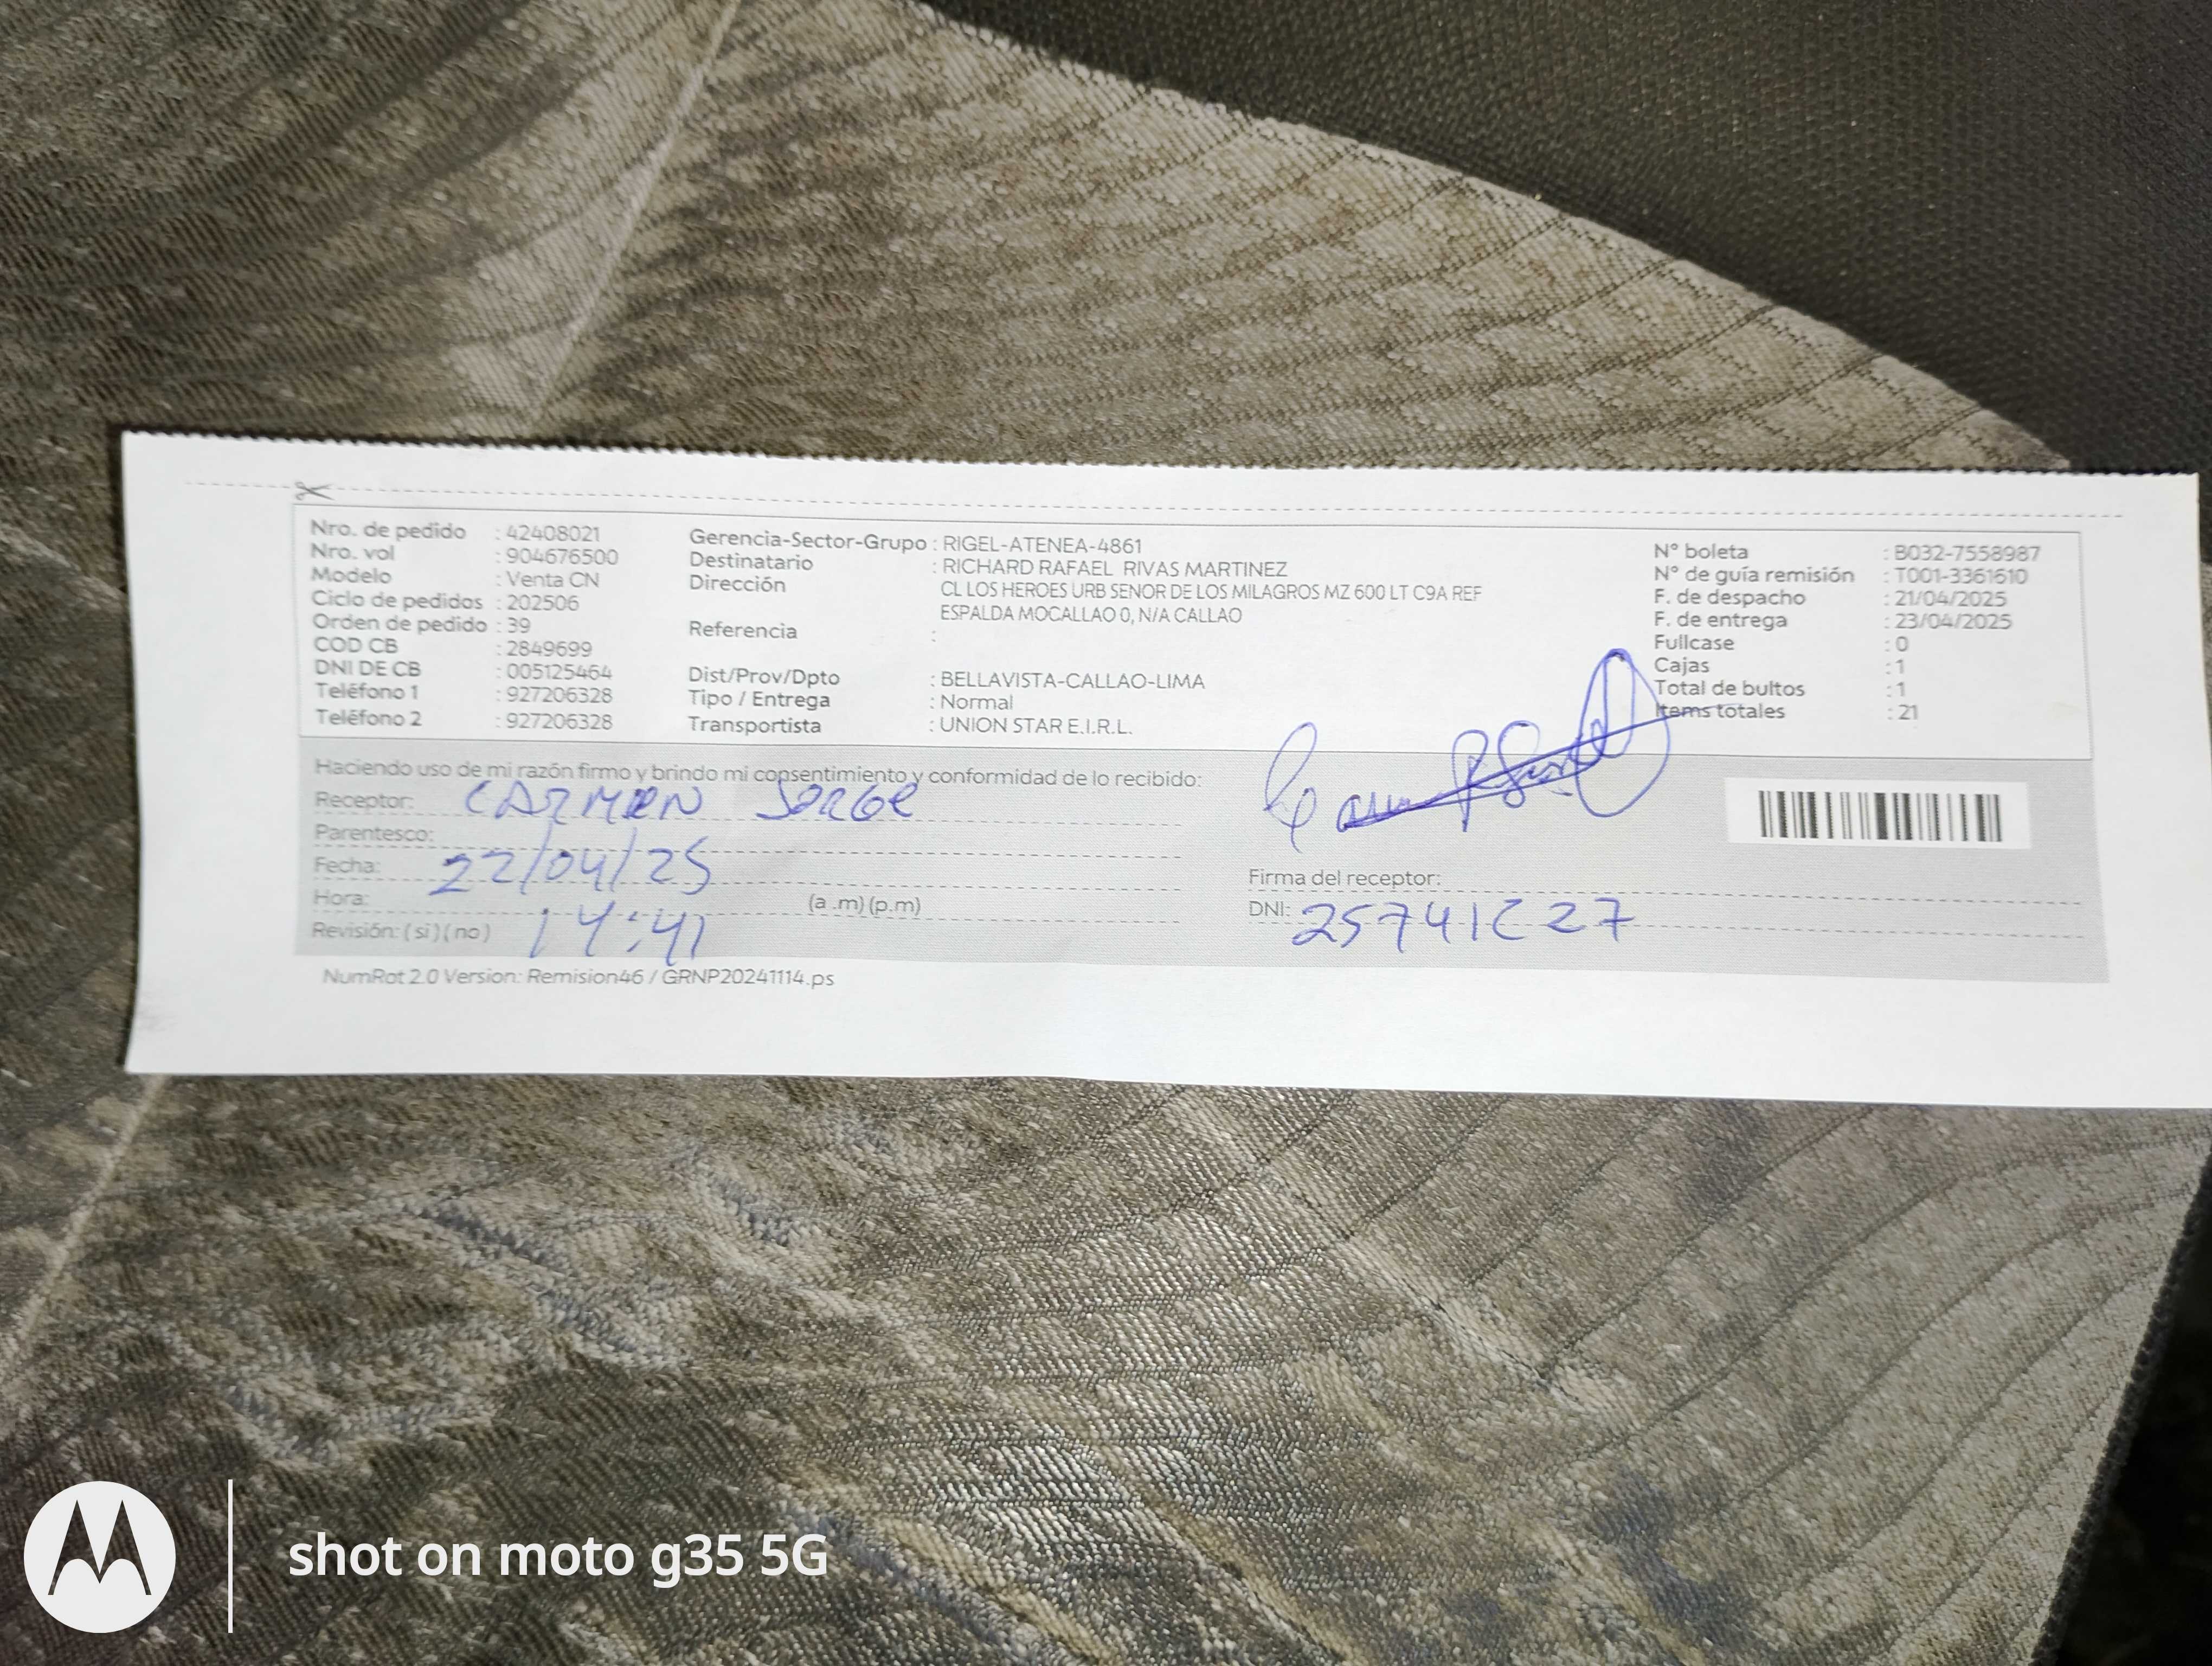 Nro. de pedido : 42408021
Nro. vol : 904676500
Modelo : Venta CN
Ciclo de pedidos : 202506
Orden de pedido : 39
COD CB : 2849699
DNI DE CB : 005125464
Teléfono 1 : 927206328
Teléfono 2 : 927206328
Gerencia-Sector-Grupo : RIGEL-ATENEA-4861
Destinatario : RICHARD RAFAEL RIVAS MARTINEZ
Dirección CL LOS HEROES URB SENOR DE LOS MILAGROS MZ 600 LT C9A REF
ESPALDA MOCALLAO 0, N/A CALLAO
Referencia :
Dist/Prov/Dpto : BELLAVISTA-CALLAO-LIMA
Tipo / Entrega : Normal
Transportista : UNION STAR E.I.R.L.
N° boleta : B032-7558987
N° de guía remisión : T001-3361610
F. de despacho : 21/04/2025
F. de entrega : 23/04/2025
Fullcase : 0
Cajas : 1
Total de bultos : 1
Items totales : 21
Haciendo uso de mi razón firmo y brindo mi consentimiento y conformidad de lo recibido:
Receptor: CARMEN JORGE
Parentesco:
Fecha: 22/04/25
Hora: 14:41 (a .m) (p.m)
Revisión: ( si ) ( no )
Firma del receptor:
DNI: 25741227
NumRot 2.0 Version: Remision46 / GRNP20241114.ps
shot on moto g35 5G